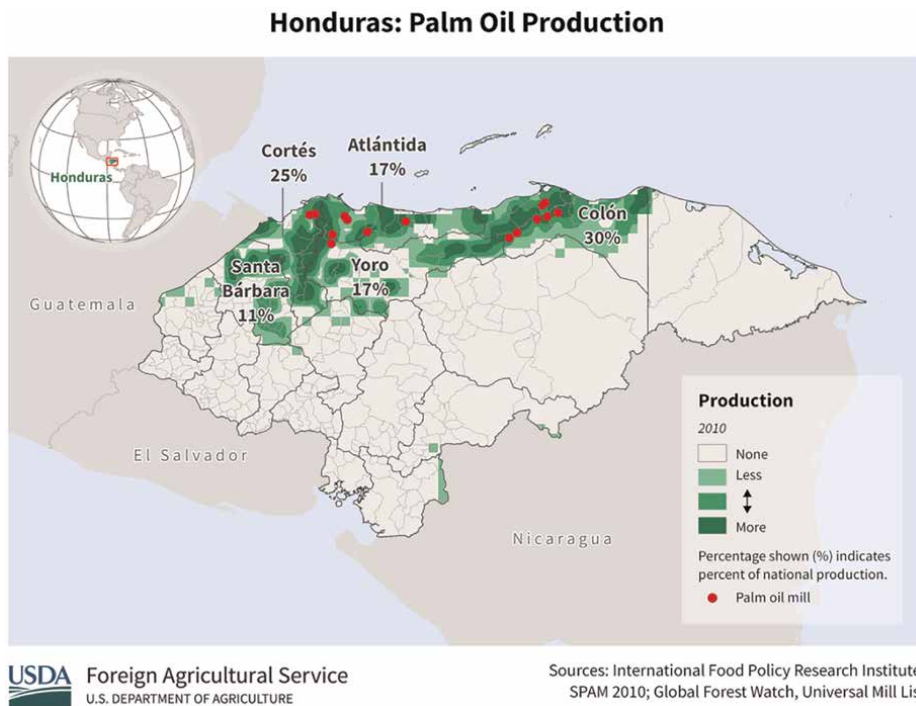 Honduras: Palm Oil Production
Honduras
Cortés
25%
Atlántida
17%
Colón
30%
Santa
Bárbara
11%
Yoro
17%
Guatemala
El Salvador
Nicaragua
Production
2010
None
Less
More
Percentage shown (%) indicates
percent of national production.
Palm oil mill
USDA
Foreign Agricultural Service
U.S. DEPARTMENT OF AGRICULTURE
Sources: International Food Policy Research Institute
SPAM 2010; Global Forest Watch, Universal Mill Lis